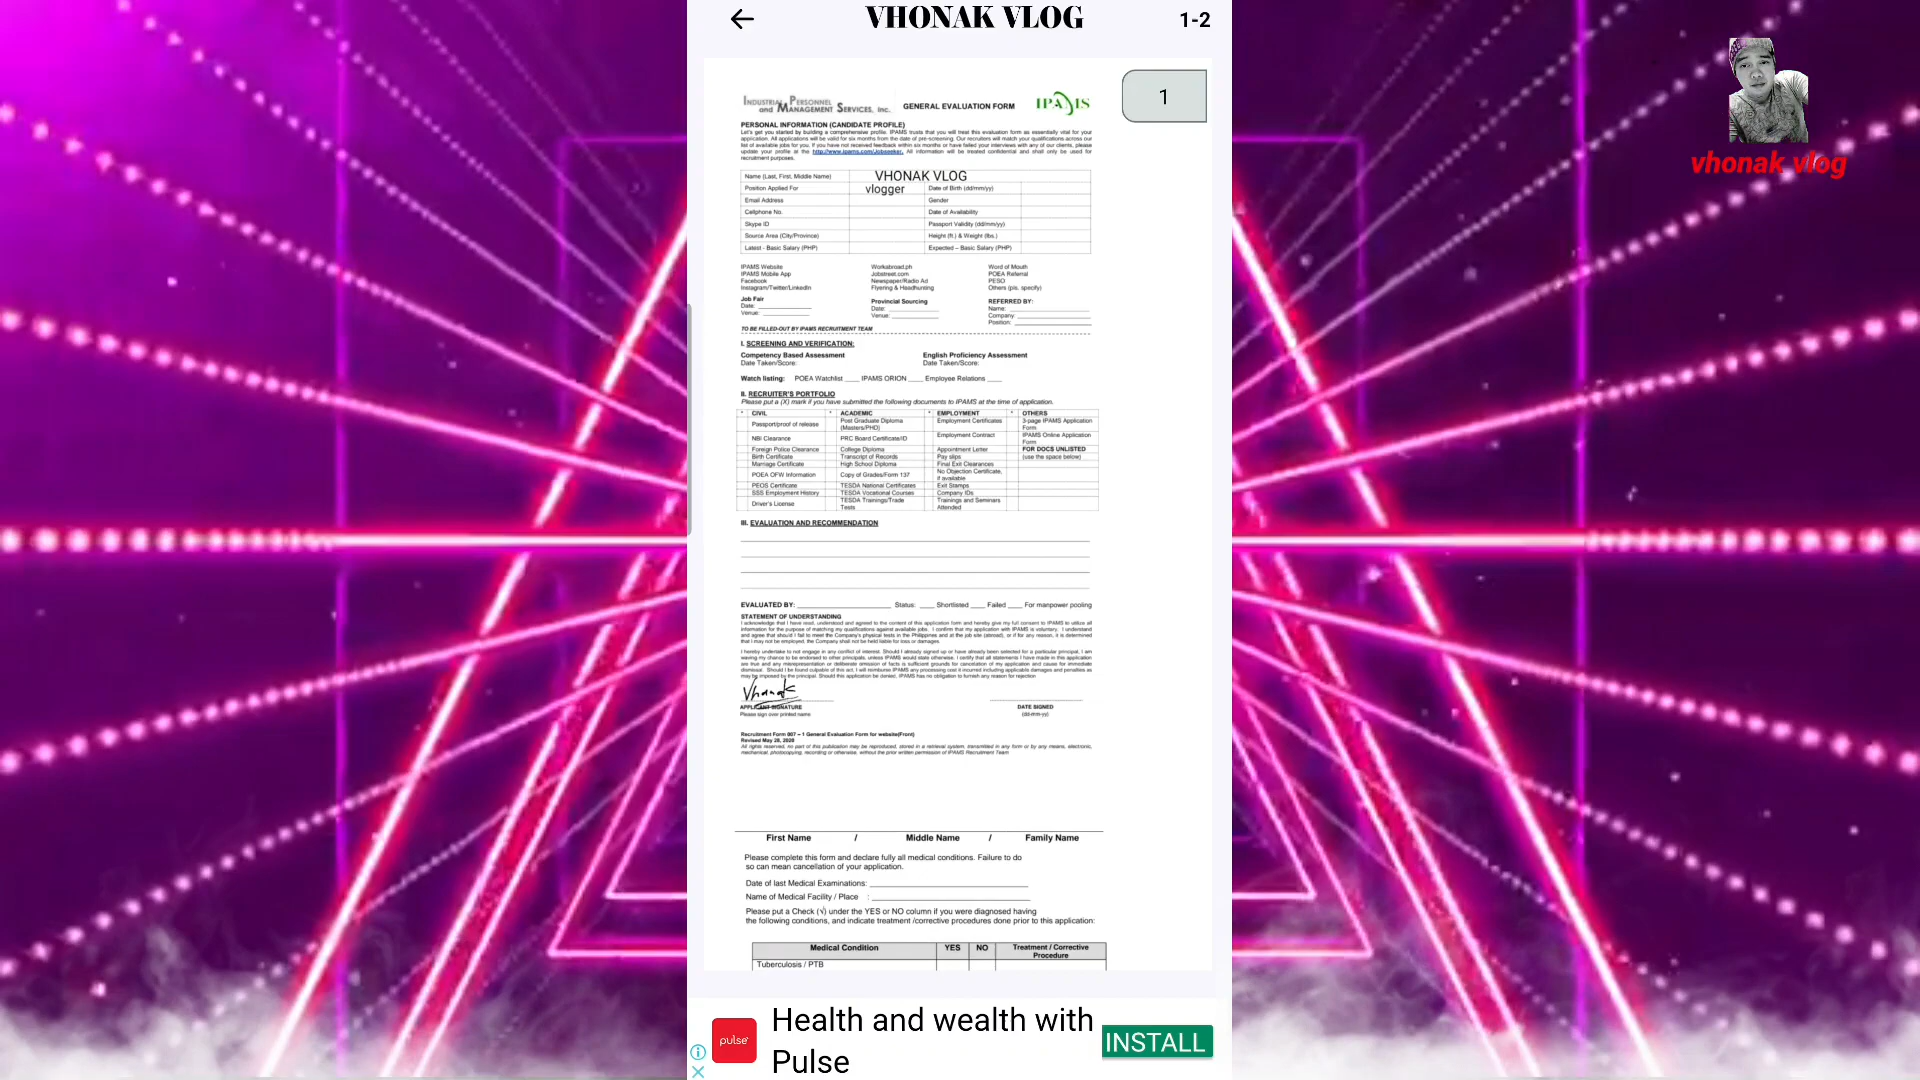 VHONAK VLOG
1-2
vhonak vlog
1
INDUSTRIAL PERSONNEL
and MANAGEMENT SERVICES, Inc.
GENERAL EVALUATION FORM
IPAMS
PERSONAL INFORMATION (CANDIDATE PROFILE)
Let's get you started by building a comprehensive profile. IPAMS trusts that you will treat this evaluation form as essentially vital for your
application. All applications will be valid for six months from the date of pre-screening. Our recruiters will match your qualifications across our
list of available jobs for you. If you have not received feedback within six months or have failed your interviews with any of our clients, please
update your profile at the http://www.ipams.com/Jobseeker. All information will be treated confidential and shall only be used for
recruitment purposes.
Name (Last, First, Middle Name) VHONAK VLOG
Position Applied For vlogger Date of Birth (dd/mm/yy)
Email Address Gender
Cellphone No. Date of Availability
Skype ID Passport Validity (dd/mm/yy)
Source Area (City/Province) Height (ft.) & Weight (lbs.)
Latest - Basic Salary (PHP) Expected – Basic Salary (PHP)
IPAMS Website Workabroad.ph Word of Mouth
IPAMS Mobile App Jobstreet.com POEA Referral
Facebook Newspaper/Radio Ad PESO
Instagram/Twitter/LinkedIn Flyering & Headhunting Others (pls. specify)
Job Fair Provincial Sourcing REFERRED BY:
Date: Date: Name:
Venue: Venue: Company:
Position:
TO BE FILLED-OUT BY IPAMS RECRUITMENT TEAM
I. SCREENING AND VERIFICATION:
Competency Based Assessment English Proficiency Assessment
Date Taken/Score: Date Taken/Score:
Watch listing: POEA Watchlist ____ IPAMS ORION ____ Employee Relations ____
II. RECRUITER'S PORTFOLIO
Please put a (X) mark if you have submitted the following documents to IPAMS at the time of application.
* CIVIL * ACADEMIC * EMPLOYMENT * OTHERS
Passport/proof of release Post Graduate Diploma (Masters/PHD) Employment Certificates 3-page IPAMS Application Form
NBI Clearance PRC Board Certificate/ID Employment Contract IPAMS Online Application Form
Foreign Police Clearance College Diploma Appointment Letter FOR DOCS UNLISTED
Birth Certificate Transcript of Records Pay slips (use the space below)
Marriage Certificate High School Diploma Final Exit Clearances
POEA OFW Information Copy of Grades/Form 137 No Objection Certificate, if available
PEOS Certificate TESDA National Certificates Exit Stamps
SSS Employment History TESDA Vocational Courses Company IDs
Driver's License TESDA Trainings/Trade Tests Trainings and Seminars Attended
III. EVALUATION AND RECOMMENDATION
EVALUATED BY: Status: ____ Shortlisted ____ Failed ____ For manpower pooling
STATEMENT OF UNDERSTANDING
I acknowledge that I have read, understood and agreed to the content of this application form and hereby give my full consent to IPAMS to utilize all
information for the purpose of matching my qualifications against available jobs. I confirm that my application with IPAMS is voluntary. I understand
and agree that should I fail to meet the Company's physical tests in the Philippines and at the job site (abroad), or if for any reason, it is determined
that I may not be employed, the Company shall not be held liable for loss or damages.
I hereby undertake to not engage in any conflict of interest. Should I already signed up or have already been selected for a particular principal, I am
waiving my chance to be endorsed to other principals, unless IPAMS would state otherwise. I certify that all statements I have made in this application
are true and any misrepresentation or deliberate omission of facts is sufficient grounds for cancellation of my application and cause for immediate
dismissal. Should I be found culpable of this act, I will reimburse IPAMS any processing cost it incurred including applicable damages and penalties as
may be imposed by the principal. Should this application be denied, IPAMS has no obligation to furnish any reason for rejection
Vhonak
APPLICANT SIGNATURE DATE SIGNED
Please sign over printed name (dd-mm-yy)
Recruitment Form 007 – 1 General Evaluation Form for website(Front)
Revised May 28, 2020
All rights reserved, no part of this publication may be reproduced, stored in a retrieval system, transmitted in any form or by any means, electronic,
mechanical, photocopying, recording or otherwise, without the prior written permission of IPAMS Recruitment Team
First Name / Middle Name / Family Name
Please complete this form and declare fully all medical conditions. Failure to do
so can mean cancellation of your application.
Date of last Medical Examinations:
Name of Medical Facility / Place :
Please put a Check (√) under the YES or NO column if you were diagnosed having
the following conditions, and indicate treatment /corrective procedures done prior to this application:
Medical Condition YES NO Treatment / Corrective Procedure
Tuberculosis / PTB
pulse
Health and wealth with
Pulse
INSTALL